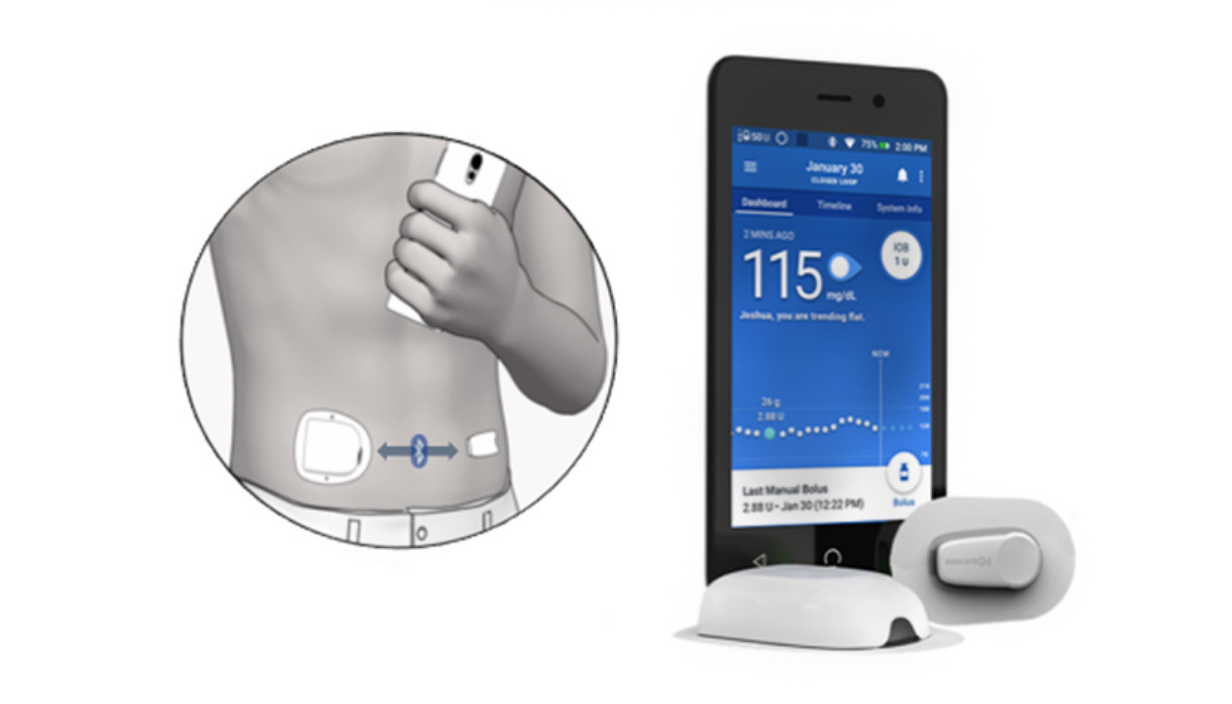 50 U 75% 2:00 PM
January 30
CLOSED LOOP
Dashboard Timeline System Info
2 MINS AGO
115
mg/dL
IOB
1 U
Joshua, you are trending flat.
NOW
26 g
2.88 U
Last Manual Bolus
2.88 U • Jan 30 (12:22 PM)
Bolus